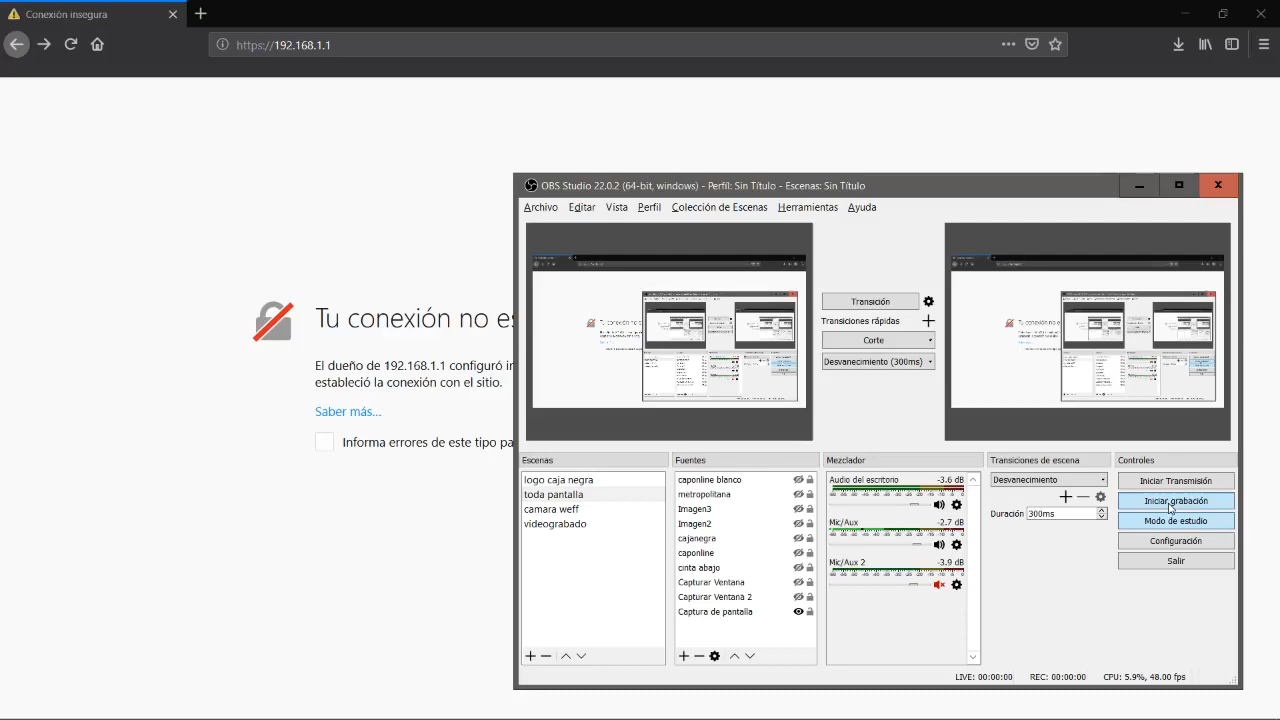 Conexión insegura
https://192.168.1.1
Tu conexión no es
El dueño de 192.168.1.1 configuró
estableció la conexión con el sitio.
Saber más...
Informa errores de este tipo
OBS Studio 22.0.2 (64-bit, windows) - Perfil: Sin Título - Escenas: Sin Título
Archivo Editar Vista Perfil Colección de Escenas Herramientas Ayuda
Transición
Transiciones rápidas
Corte
Desvanecimiento (300ms)
Escenas
logo caja negra
toda pantalla
camara weff
videograbado
Fuentes
caponline blanco
metropolitana
Imagen3
Imagen2
cajanegra
caponline
cinta abajo
Capturar Ventana
Capturar Ventana 2
Captura de pantalla
Mezclador
Audio del escritorio -3.6 dB
Mic/Aux -2.7 dB
Mic/Aux 2 -3.9 dB
Transiciones de escena
Desvanecimiento
Duración 300ms
Controles
Iniciar Transmisión
Iniciar grabación
Modo de estudio
Configuración
Salir
LIVE: 00:00:00 REC: 00:00:00 CPU: 5.9%, 48.00 fps